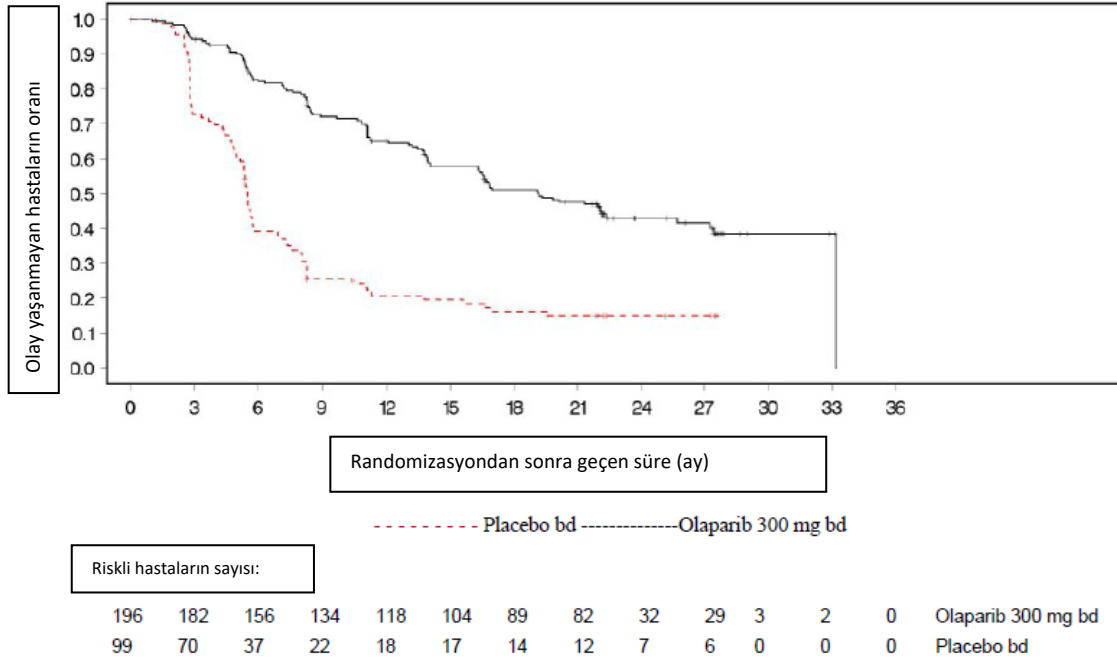 Olay yaşanmayan hastaların oranı
1.0
0.9
0.8
0.7
0.6
0.5
0.4
0.3
0.2
0.1
0.0
0 3 6 9 12 15 18 21 24 27 30 33 36
Randomizasyondan sonra geçen süre (ay)
Placebo bd Olaparib 300 mg bd
Riskli hastaların sayısı:
196 182 156 134 118 104 89 82 32 29 3 2 0 Olaparib 300 mg bd
99 70 37 22 18 17 14 12 7 6 0 0 0 Placebo bd